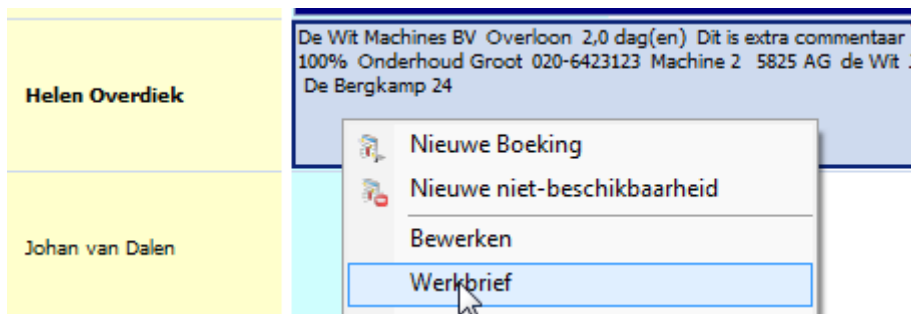 De Wit Machines BV Overloon 2,0 dag(en) Dit is extra commentaar
100% Onderhoud Groot 020-6423123 Machine 2 5825 AG de Wit
De Bergkamp 24
Helen Overdiek
Nieuwe Boeking
Nieuwe niet-beschikbaarheid
Bewerken
Johan van Dalen
Werkbrief